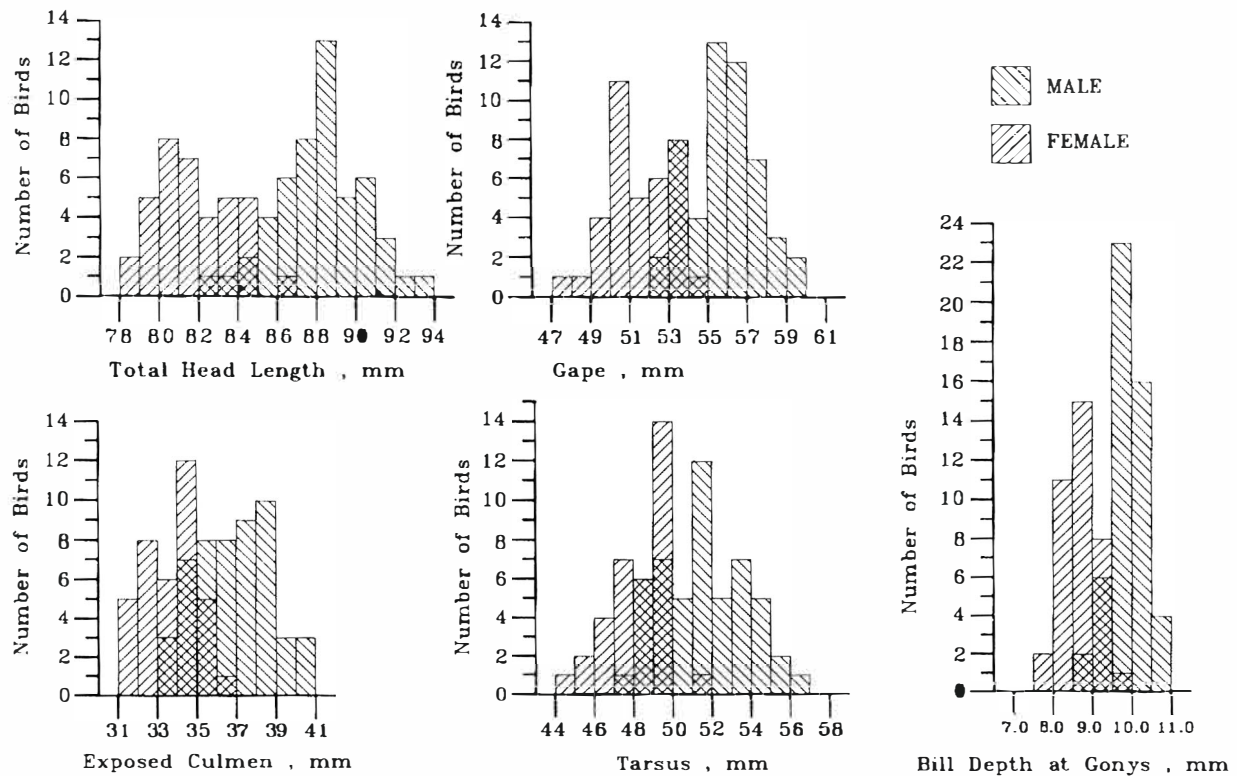 Number of Birds
14
12
10
8
6
4
2
0
78 80 82 84 86 88 90 92 94
Total Head Length , mm
Number of Birds
14
12
10
8
6
4
2
0
47 49 51 53 55 57 59 61
Gape , mm
MALE
FEMALE
Number of Birds
14
12
10
8
6
4
2
0
31 33 35 37 39 41
Exposed Culmen , mm
Number of Birds
14
12
10
8
6
4
2
0
44 46 48 50 52 54 56 58
Tarsus , mm
Number of Birds
24
22
20
18
16
14
12
10
8
6
4
2
0
7.0 8.0 9.0 10.0 11.0
Bill Depth at Gonys , mm